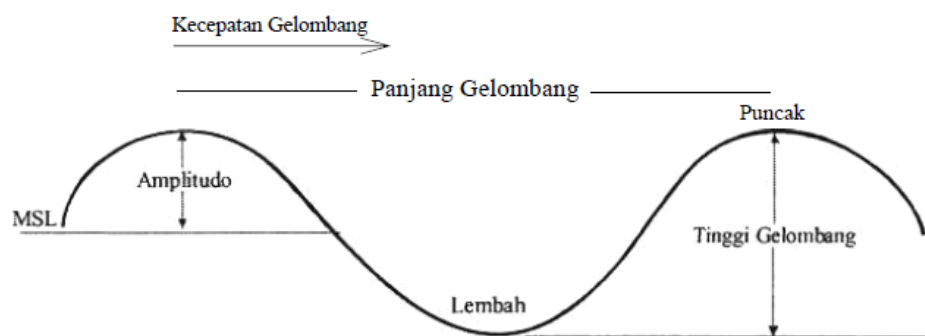 Kecepatan Gelombang
Panjang Gelombang
Puncak
Amplitudo
MSL
Tinggi Gelombang
Lembah